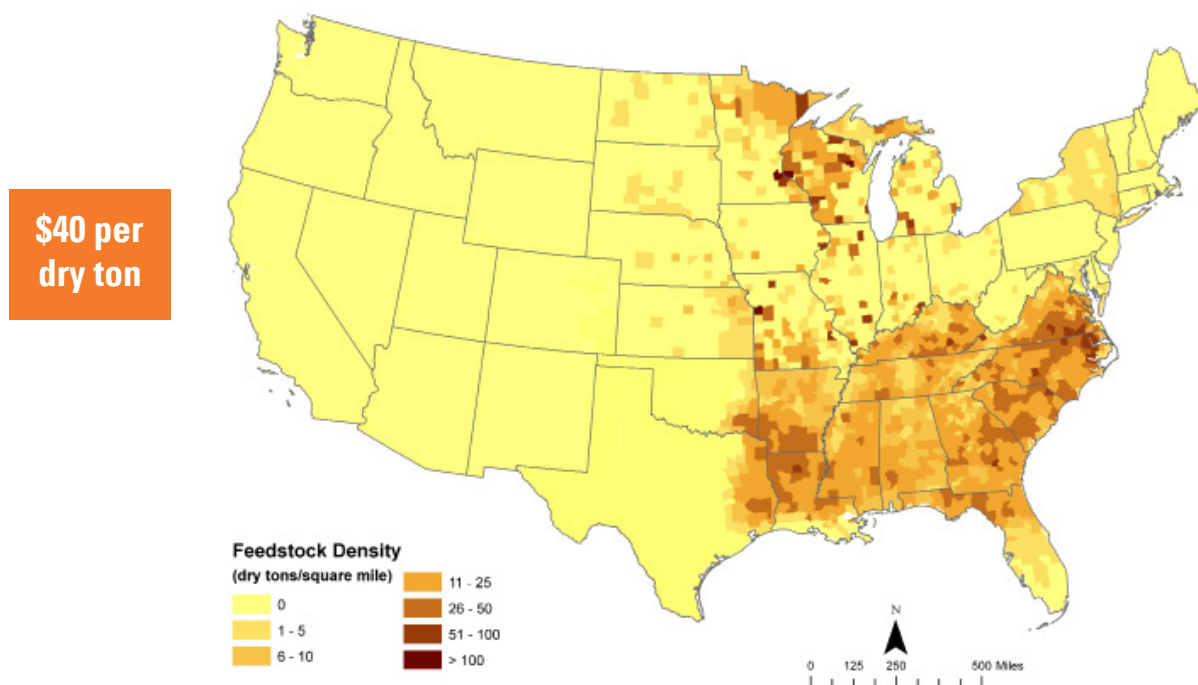 $40 per
dry ton
Feedstock Density
(dry tons/square mile)
0
1 - 5
6 - 10
11 - 25
26 - 50
51 - 100
> 100
N
0 125 250 500 Miles